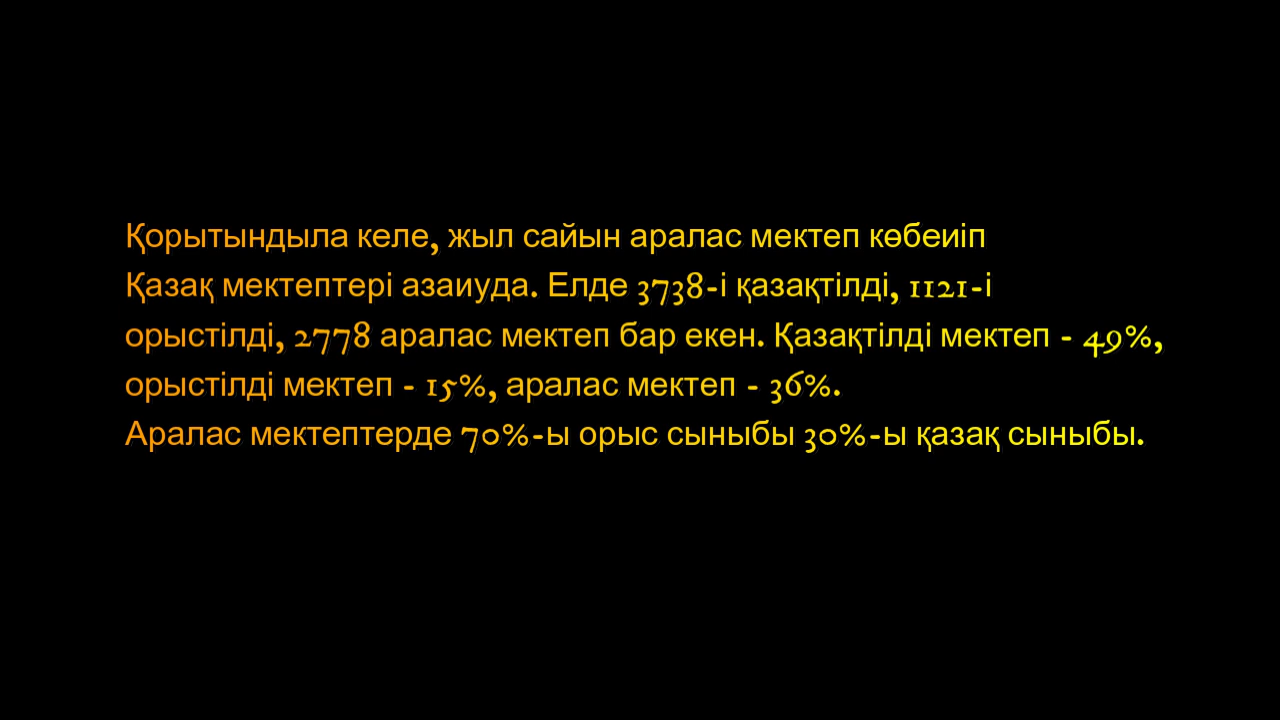 Қорытындыла келе, жыл сайын аралас мектеп көбеиіп
Қазақ мектептері азаиуда. Елде 3738-і қазақтілді, 1121-і
орыстілді, 2778 аралас мектеп бар екен. Қазақтілді мектеп - 49%,
орыстілді мектеп - 15%, аралас мектеп - 36%.
Аралас мектептерде 70%-ы орыс сыныбы 30%-ы қазақ сыныбы.